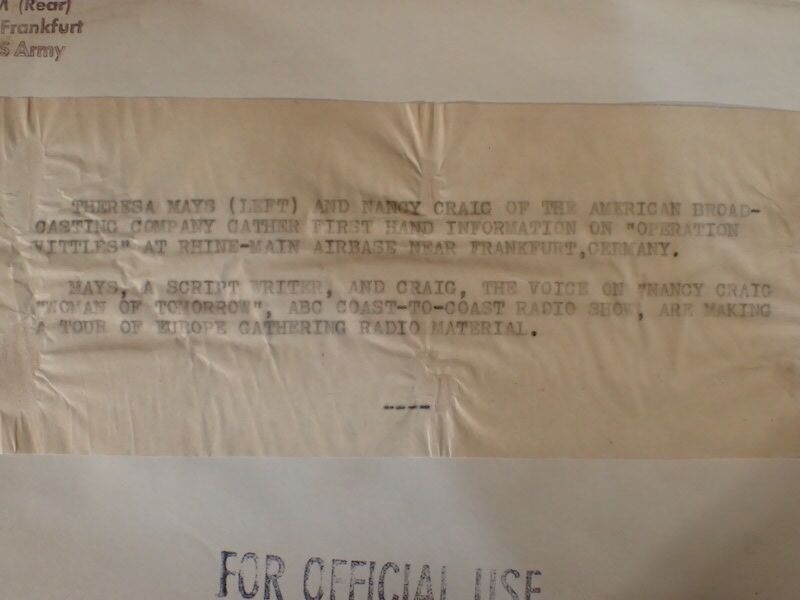 (Rear)
Frankfurt
S Army
THERESA MAYS (LEFT) AND NANCY CRAIG OF THE AMERICAN BROAD-
CASTING COMPANY GATHER FIRST HAND INFORMATION ON "OPERATION
VITTLES" AT RHINE-MAIN AIRBASE NEAR FRANKFURT,GERMANY.
MAYS, A SCRIPT WRITER, AND CRAIG, THE VOICE ON "NANCY CRAIG
"WOMAN OF TOMORROW", ABC COAST-TO-COAST RADIO SHOW, ARE MAKING
A TOUR OF EUROPE GATHERING RADIO MATERIAL.
----
FOR OFFICIAL USE